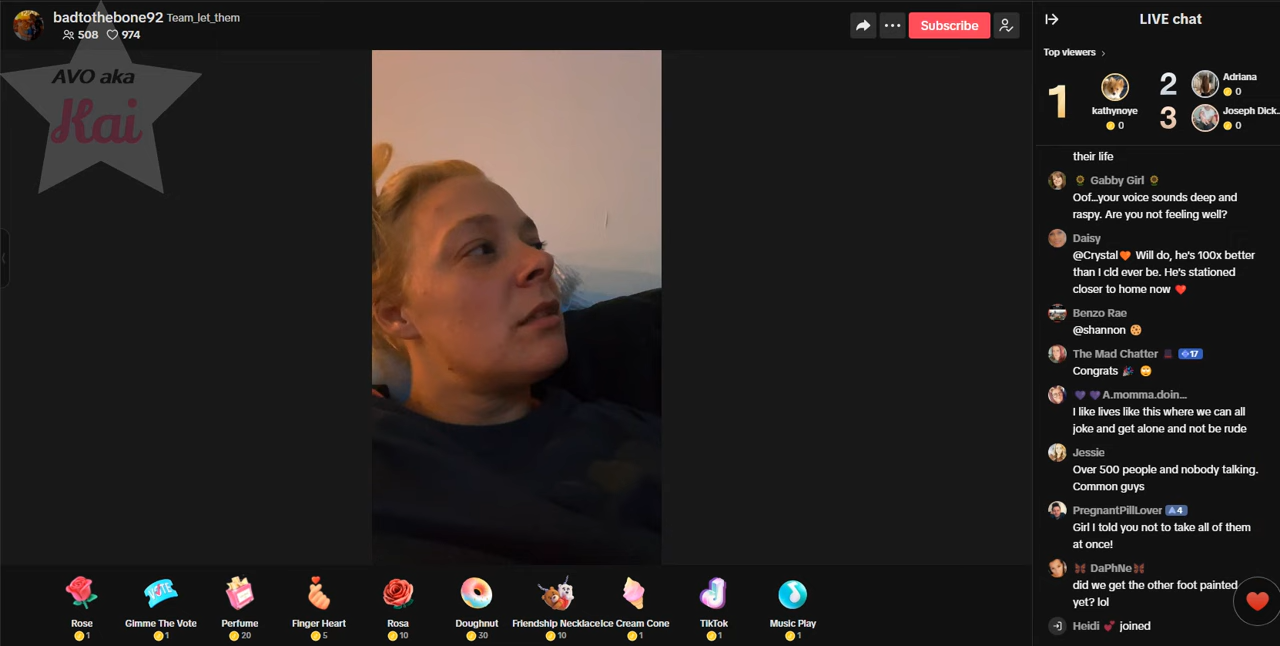 badtothebone92 Team_let_them
508 974
Subscribe
LIVE chat
AVO aka
Kai
Top viewers
1
kathynoye
0
2
Adriana
0
3
Joseph Dick...
0
their life
Gabby Girl
Oof...your voice sounds deep and
raspy. Are you not feeling well?
Daisy
@Crystal Will do, he's 100x better
than I cld ever be. He's stationed
closer to home now
Benzo Rae
@shannon
The Mad Chatter 17
Congrats
A.momma.doin...
I like lives like this where we can all
joke and get alone and not be rude
Jessie
Over 500 people and nobody talking.
Common guys
PregnantPillLover 4
Girl I told you not to take all of them
at once!
DaPhNe
did we get the other foot painted
yet? lol
Heidi joined
Rose
1
Gimme The Vote
1
Perfume
20
Finger Heart
5
Rosa
10
Doughnut
30
Friendship Necklace
10
Ice Cream Cone
1
TikTok
1
Music Play
1